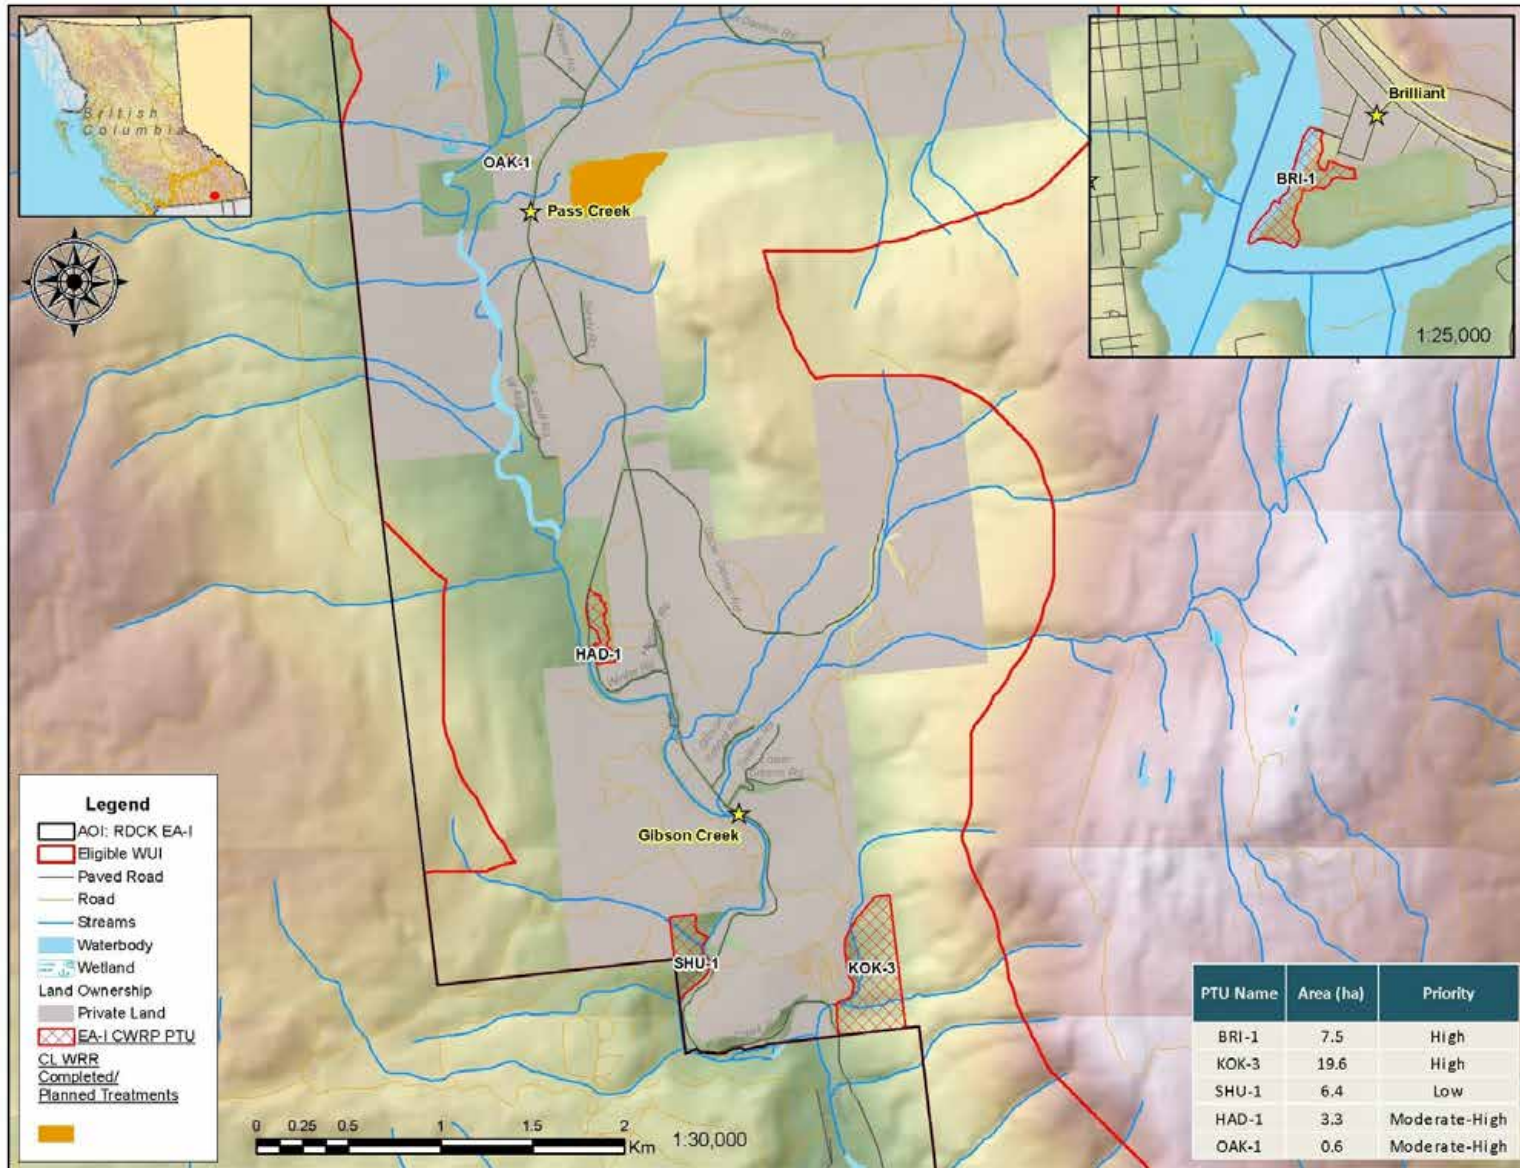 British
Columbia
OAK-1
Pass Creek
Brilliant
BRI-1
1:25,000
HAD-1
Gibson Creek
SHU-1
KOK-3
Legend
AOI: RDCK EA-I
Eligible WUI
Paved Road
Road
Streams
Waterbody
Wetland
Land Ownership
Private Land
EA-I CWRP PTU
CL WRR
Completed/
Planned Treatments
0 0.25 0.5 1 1.5 2
Km
1:30,000
PTU Name Area (ha) Priority
BRI-1 7.5 High
KOK-3 19.6 High
SHU-1 6.4 Low
HAD-1 3.3 Moderate-High
OAK-1 0.6 Moderate-High